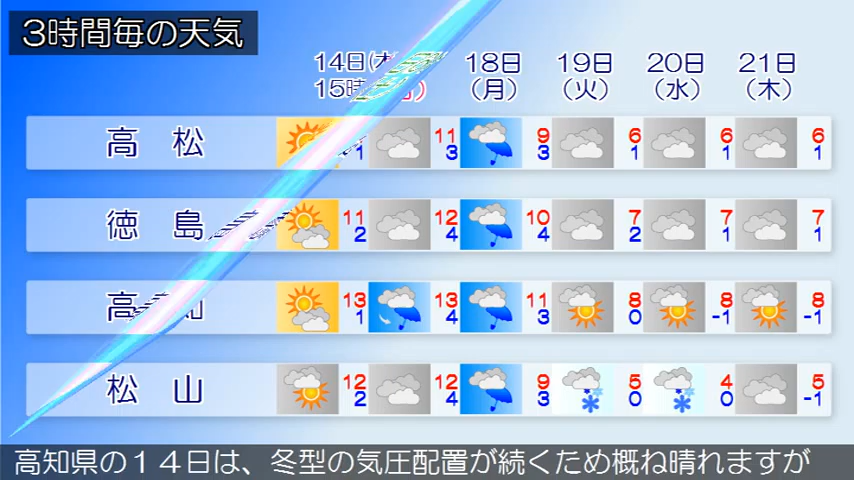 3時間毎の天気
14日 18日 19日 20日 21日
15時 (月) (火) (水) (木)
高松 11 9 6 6 6
1 3 3 1 1 1
徳島 11 12 10 7 7 7
2 4 4 2 1 1
高知 13 13 11 8 8 8
1 4 3 0 -1 -1
松山 12 12 9 5 4 5
2 4 3 0 0 -1
高知県の14日は、冬型の気圧配置が続くため概ね晴れますが